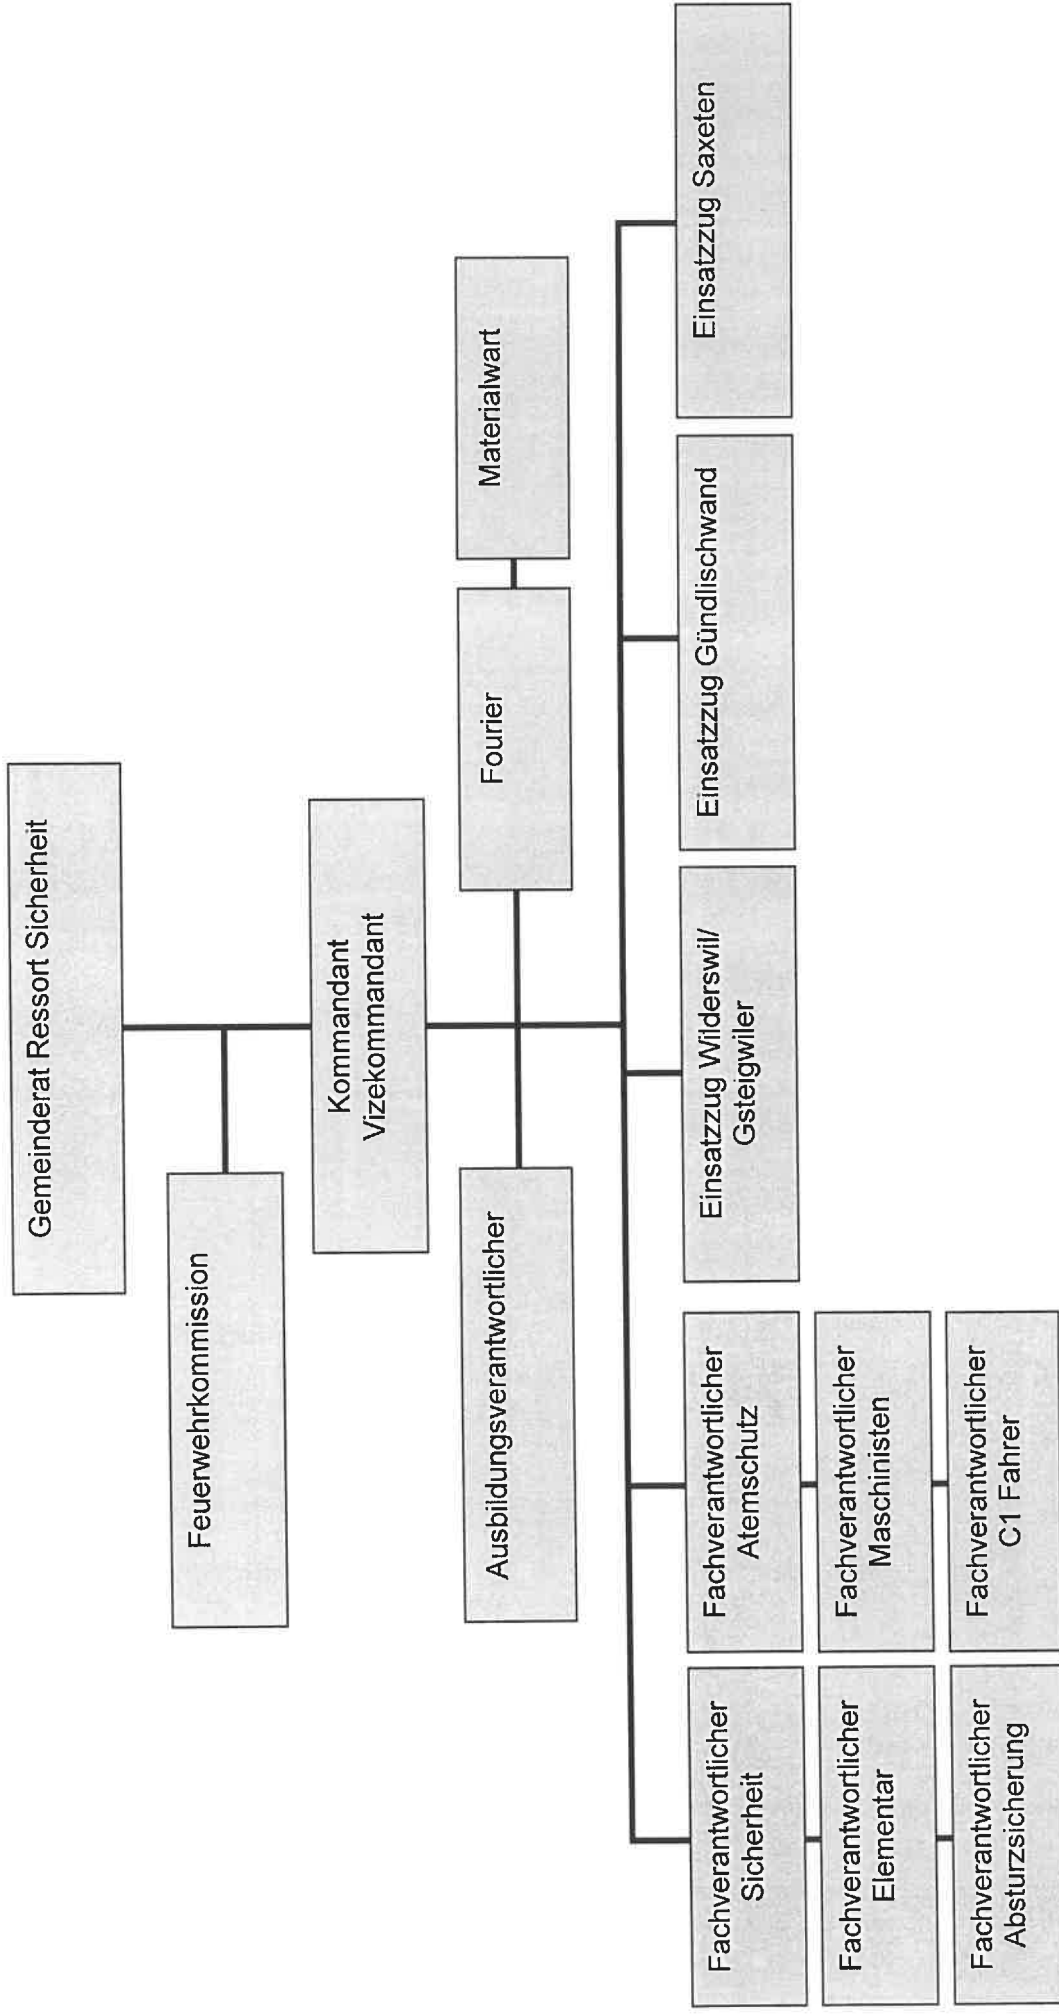 Gemeinderat Ressort Sicherheit
Feuerwehrkommission
Kommandant
Vizekommandant
Ausbildungsverantwortlicher
Fourier
Materialwart
Fachverantwortlicher
Sicherheit
Fachverantwortlicher
Atemschutz
Einsatzzug Wilderswil/
Gsteigwiler
Einsatzzug Gündlischwand
Einsatzzug Saxeten
Fachverantwortlicher
Elementar
Fachverantwortlicher
Maschinisten
Fachverantwortlicher
Absturzsicherung
Fachverantwortlicher
C1 Fahrer